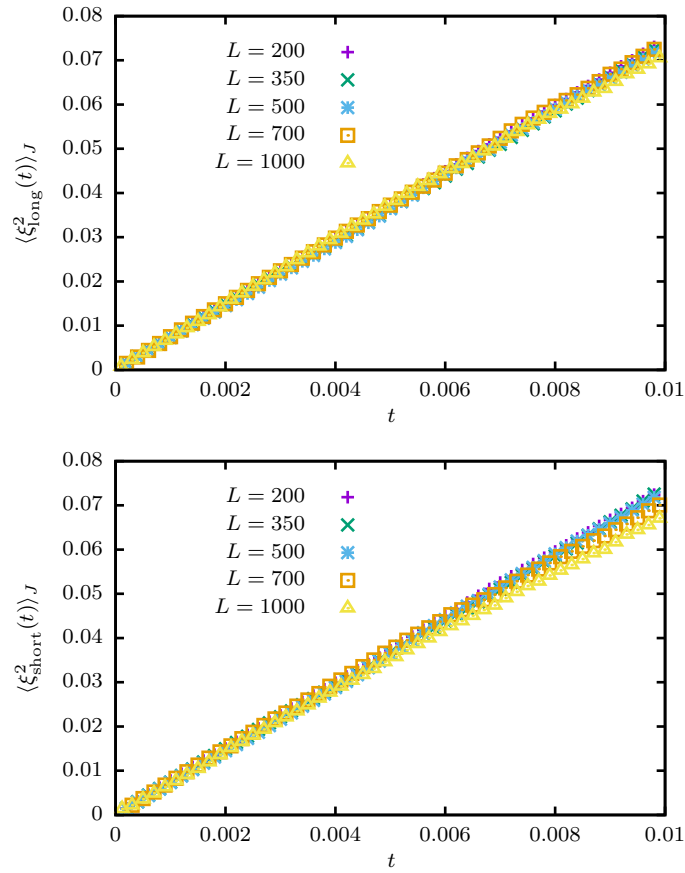 0.08
0.07
0.06
0.05
0.04
0.03
0.02
0.01
0
⟨ξ²long(t)⟩J
L = 200
L = 350
L = 500
L = 700
L = 1000
0 0.002 0.004 0.006 0.008 0.01
t
0.08
0.07
0.06
0.05
0.04
0.03
0.02
0.01
0
⟨ξ²short(t)⟩J
L = 200
L = 350
L = 500
L = 700
L = 1000
0 0.002 0.004 0.006 0.008 0.01
t